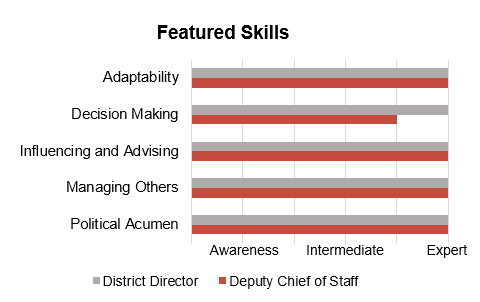 Featured Skills
Adaptability
Decision Making
Influencing and Advising
Managing Others
Political Acumen
Awareness Intermediate Expert
District Director Deputy Chief of Staff